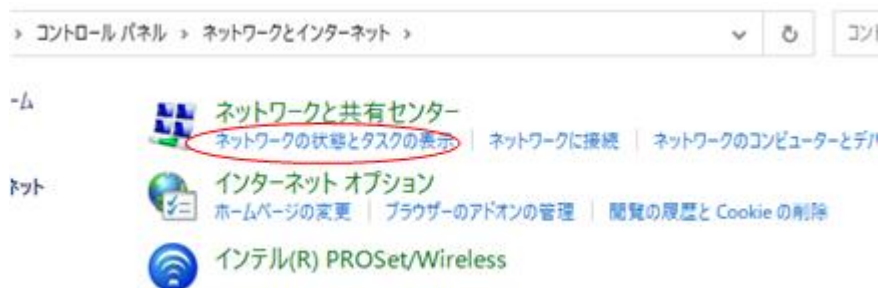 › コントロール パネル › ネットワークとインターネット ›
ネットワークと共有センター
ネットワークの状態とタスクの表示 | ネットワークに接続 | ネットワークのコンピューターとデバ
インターネット オプション
ホームページの変更 | ブラウザーのアドオンの管理 | 閲覧の履歴と Cookie の削除
ネット
インテル(R) PROSet/Wireless